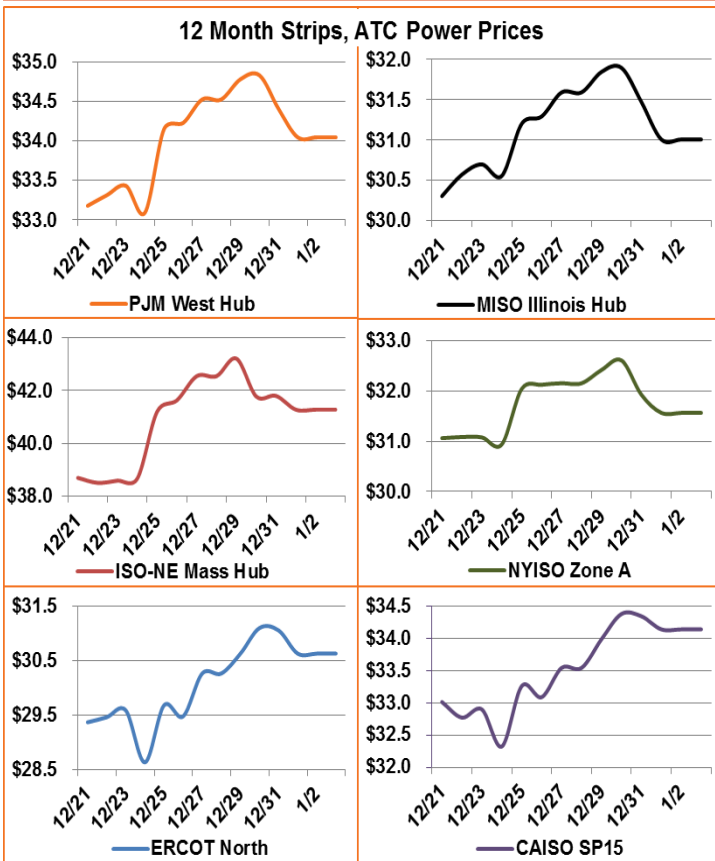 12 Month Strips, ATC Power Prices
$35.0
$34.5
$34.0
$33.5
$33.0
12/21 12/23 12/25 12/27 12/29 12/31 1/2
PJM West Hub
$32.0
$31.5
$31.0
$30.5
$30.0
12/21 12/23 12/25 12/27 12/29 12/31 1/2
MISO Illinois Hub
$44.0
$42.0
$40.0
$38.0
12/21 12/23 12/25 12/27 12/29 12/31 1/2
ISO-NE Mass Hub
$33.0
$32.0
$31.0
$30.0
12/21 12/23 12/25 12/27 12/29 12/31 1/2
NYISO Zone A
$31.5
$30.5
$29.5
$28.5
12/21 12/23 12/25 12/27 12/29 12/31 1/2
ERCOT North
$34.5
$34.0
$33.5
$33.0
$32.5
$32.0
12/21 12/23 12/25 12/27 12/29 12/31 1/2
CAISO SP15